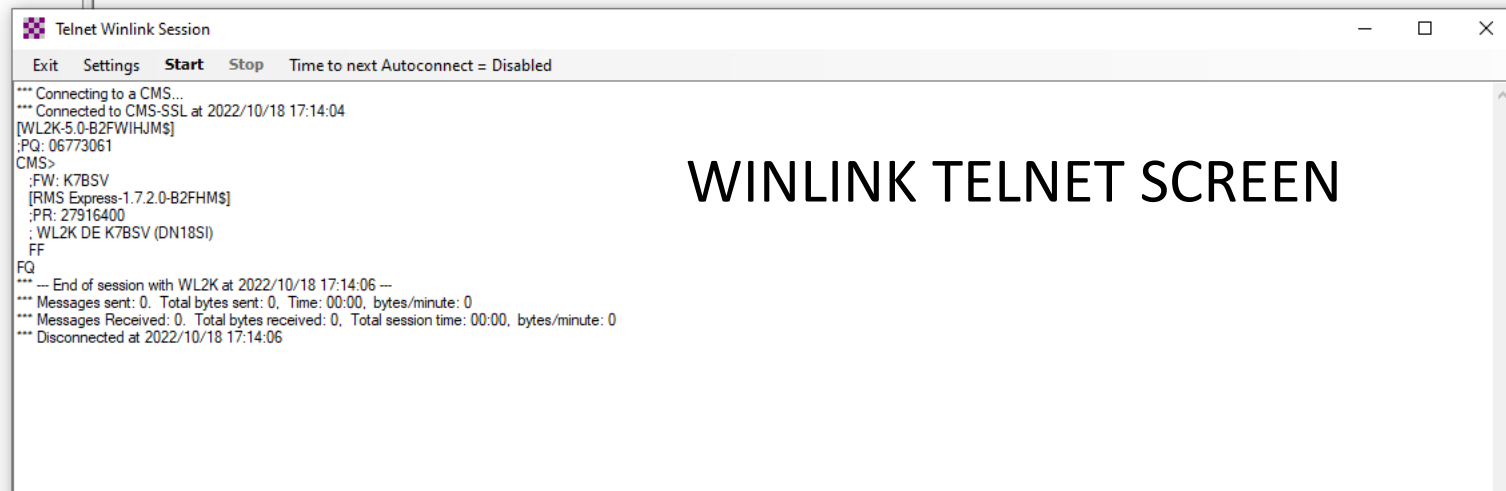 Telnet Winlink Session
Exit Settings Start Stop Time to next Autoconnect = Disabled
*** Connecting to a CMS...
*** Connected to CMS-SSL at 2022/10/18 17:14:04
[WL2K-5.0-B2FWIHJM$]
;PQ: 06773061
CMS>
;FW: K7BSV
[RMS Express-1.7.2.0-B2FHM$]
;PR: 27916400
; WL2K DE K7BSV (DN18SI)
FF
FQ
*** --- End of session with WL2K at 2022/10/18 17:14:06 ---
*** Messages sent: 0. Total bytes sent: 0, Time: 00:00, bytes/minute: 0
*** Messages Received: 0. Total bytes received: 0, Total session time: 00:00, bytes/minute: 0
*** Disconnected at 2022/10/18 17:14:06
WINLINK TELNET SCREEN